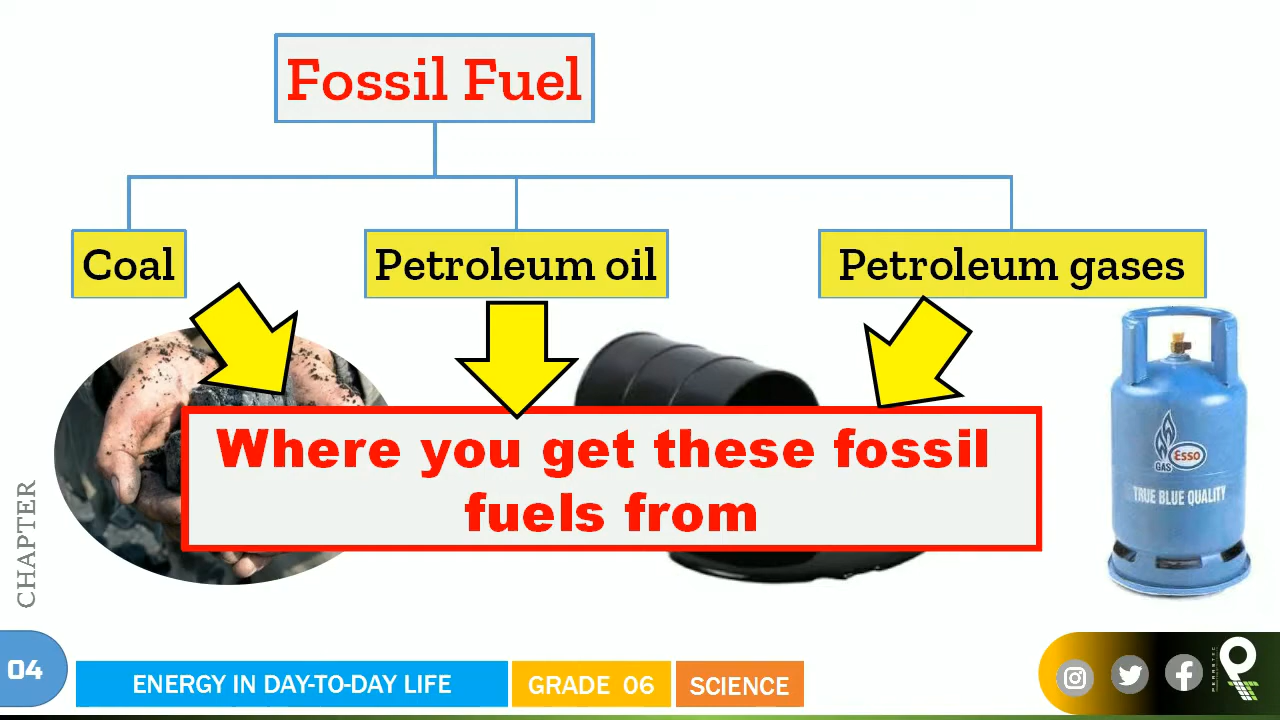 Fossil Fuel
Coal
Petroleum oil
Petroleum gases
Where you get these fossil
fuels from
GAS
Esso
TRUE BLUE QUALITY
CHAPTER
04
ENERGY IN DAY-TO-DAY LIFE
GRADE 06
SCIENCE